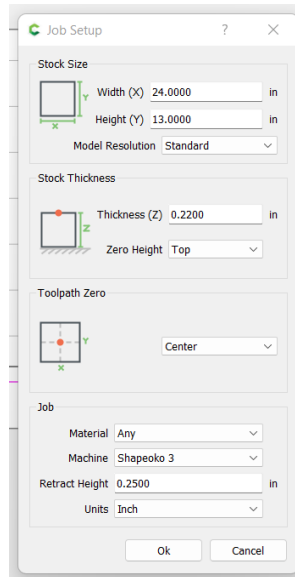 Job Setup ? ×
Stock Size
Y
X
Width (X) 24.0000 in
Height (Y) 13.0000 in
Model Resolution Standard
Stock Thickness
Z
Thickness (Z) 0.2200 in
Zero Height Top
Toolpath Zero
Y
X
Center
Job
Material Any
Machine Shapeoko 3
Retract Height 0.2500 in
Units Inch
Ok Cancel